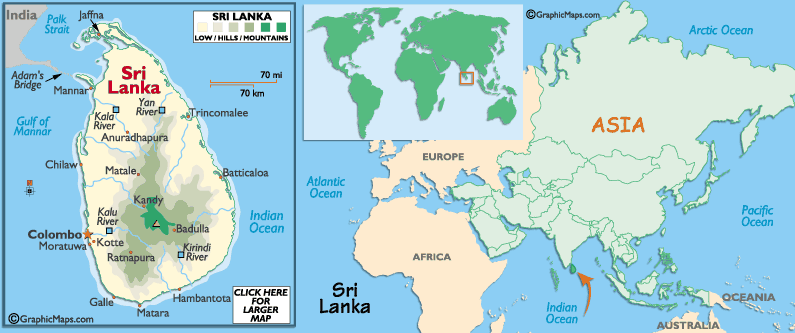 India
Palk
Strait
Jaffna
SRI LANKA
LOW / HILLS / MOUNTAINS
Adam's
Bridge
Sri
Lanka
70 mi
70 km
Mannar
Kala
River
Yan
River
Trincomalee
Gulf of
Mannar
Anuradhapura
Chilaw
Matale
Batticaloa
Kandy
Kalu
River
Indian
Ocean
Colombo
Badulla
Moratuwa
Kotte
Kirindi
River
Ratnapura
Galle
Hambantota
Matara
CLICK HERE
FOR
LARGER
MAP
©GraphicMaps.com
©GraphicMaps.com
Arctic Ocean
ASIA
EUROPE
Atlantic
Ocean
Pacific
Ocean
AFRICA
Sri
Lanka
Indian
Ocean
OCEANIA
AUSTRALIA